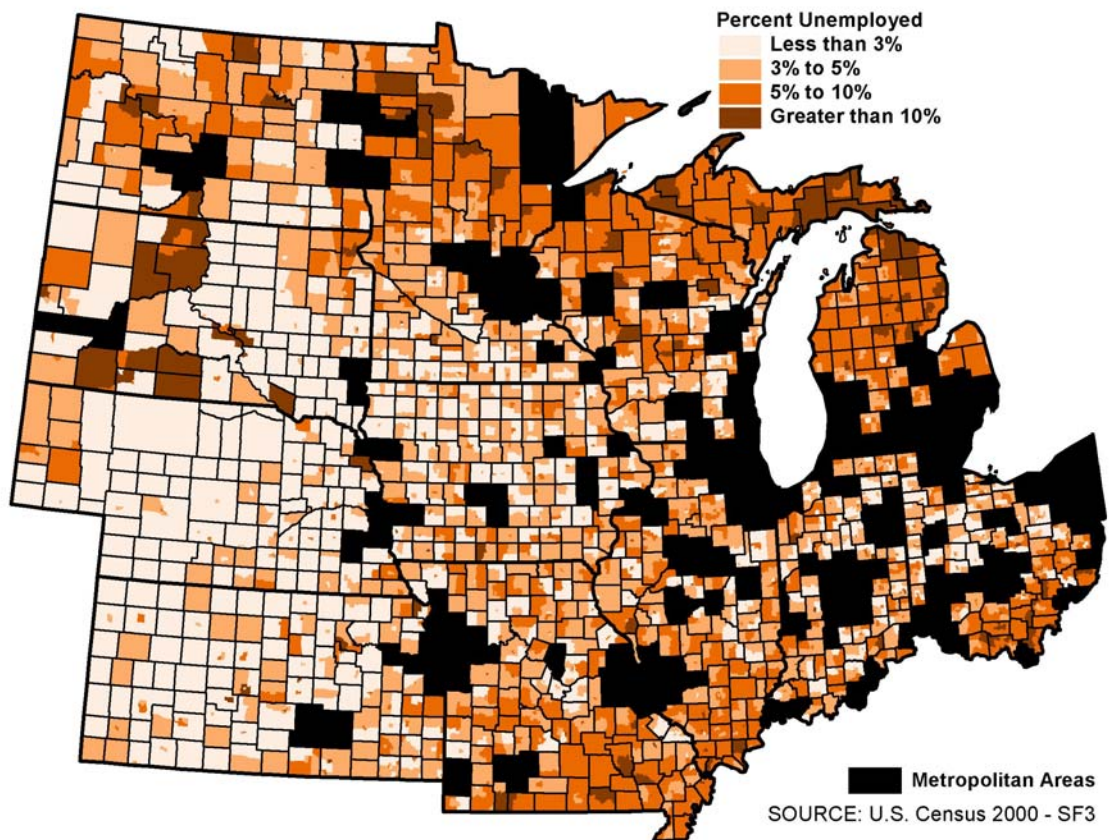 Percent Unemployed
Less than 3%
3% to 5%
5% to 10%
Greater than 10%
Metropolitan Areas
SOURCE: U.S. Census 2000 - SF3